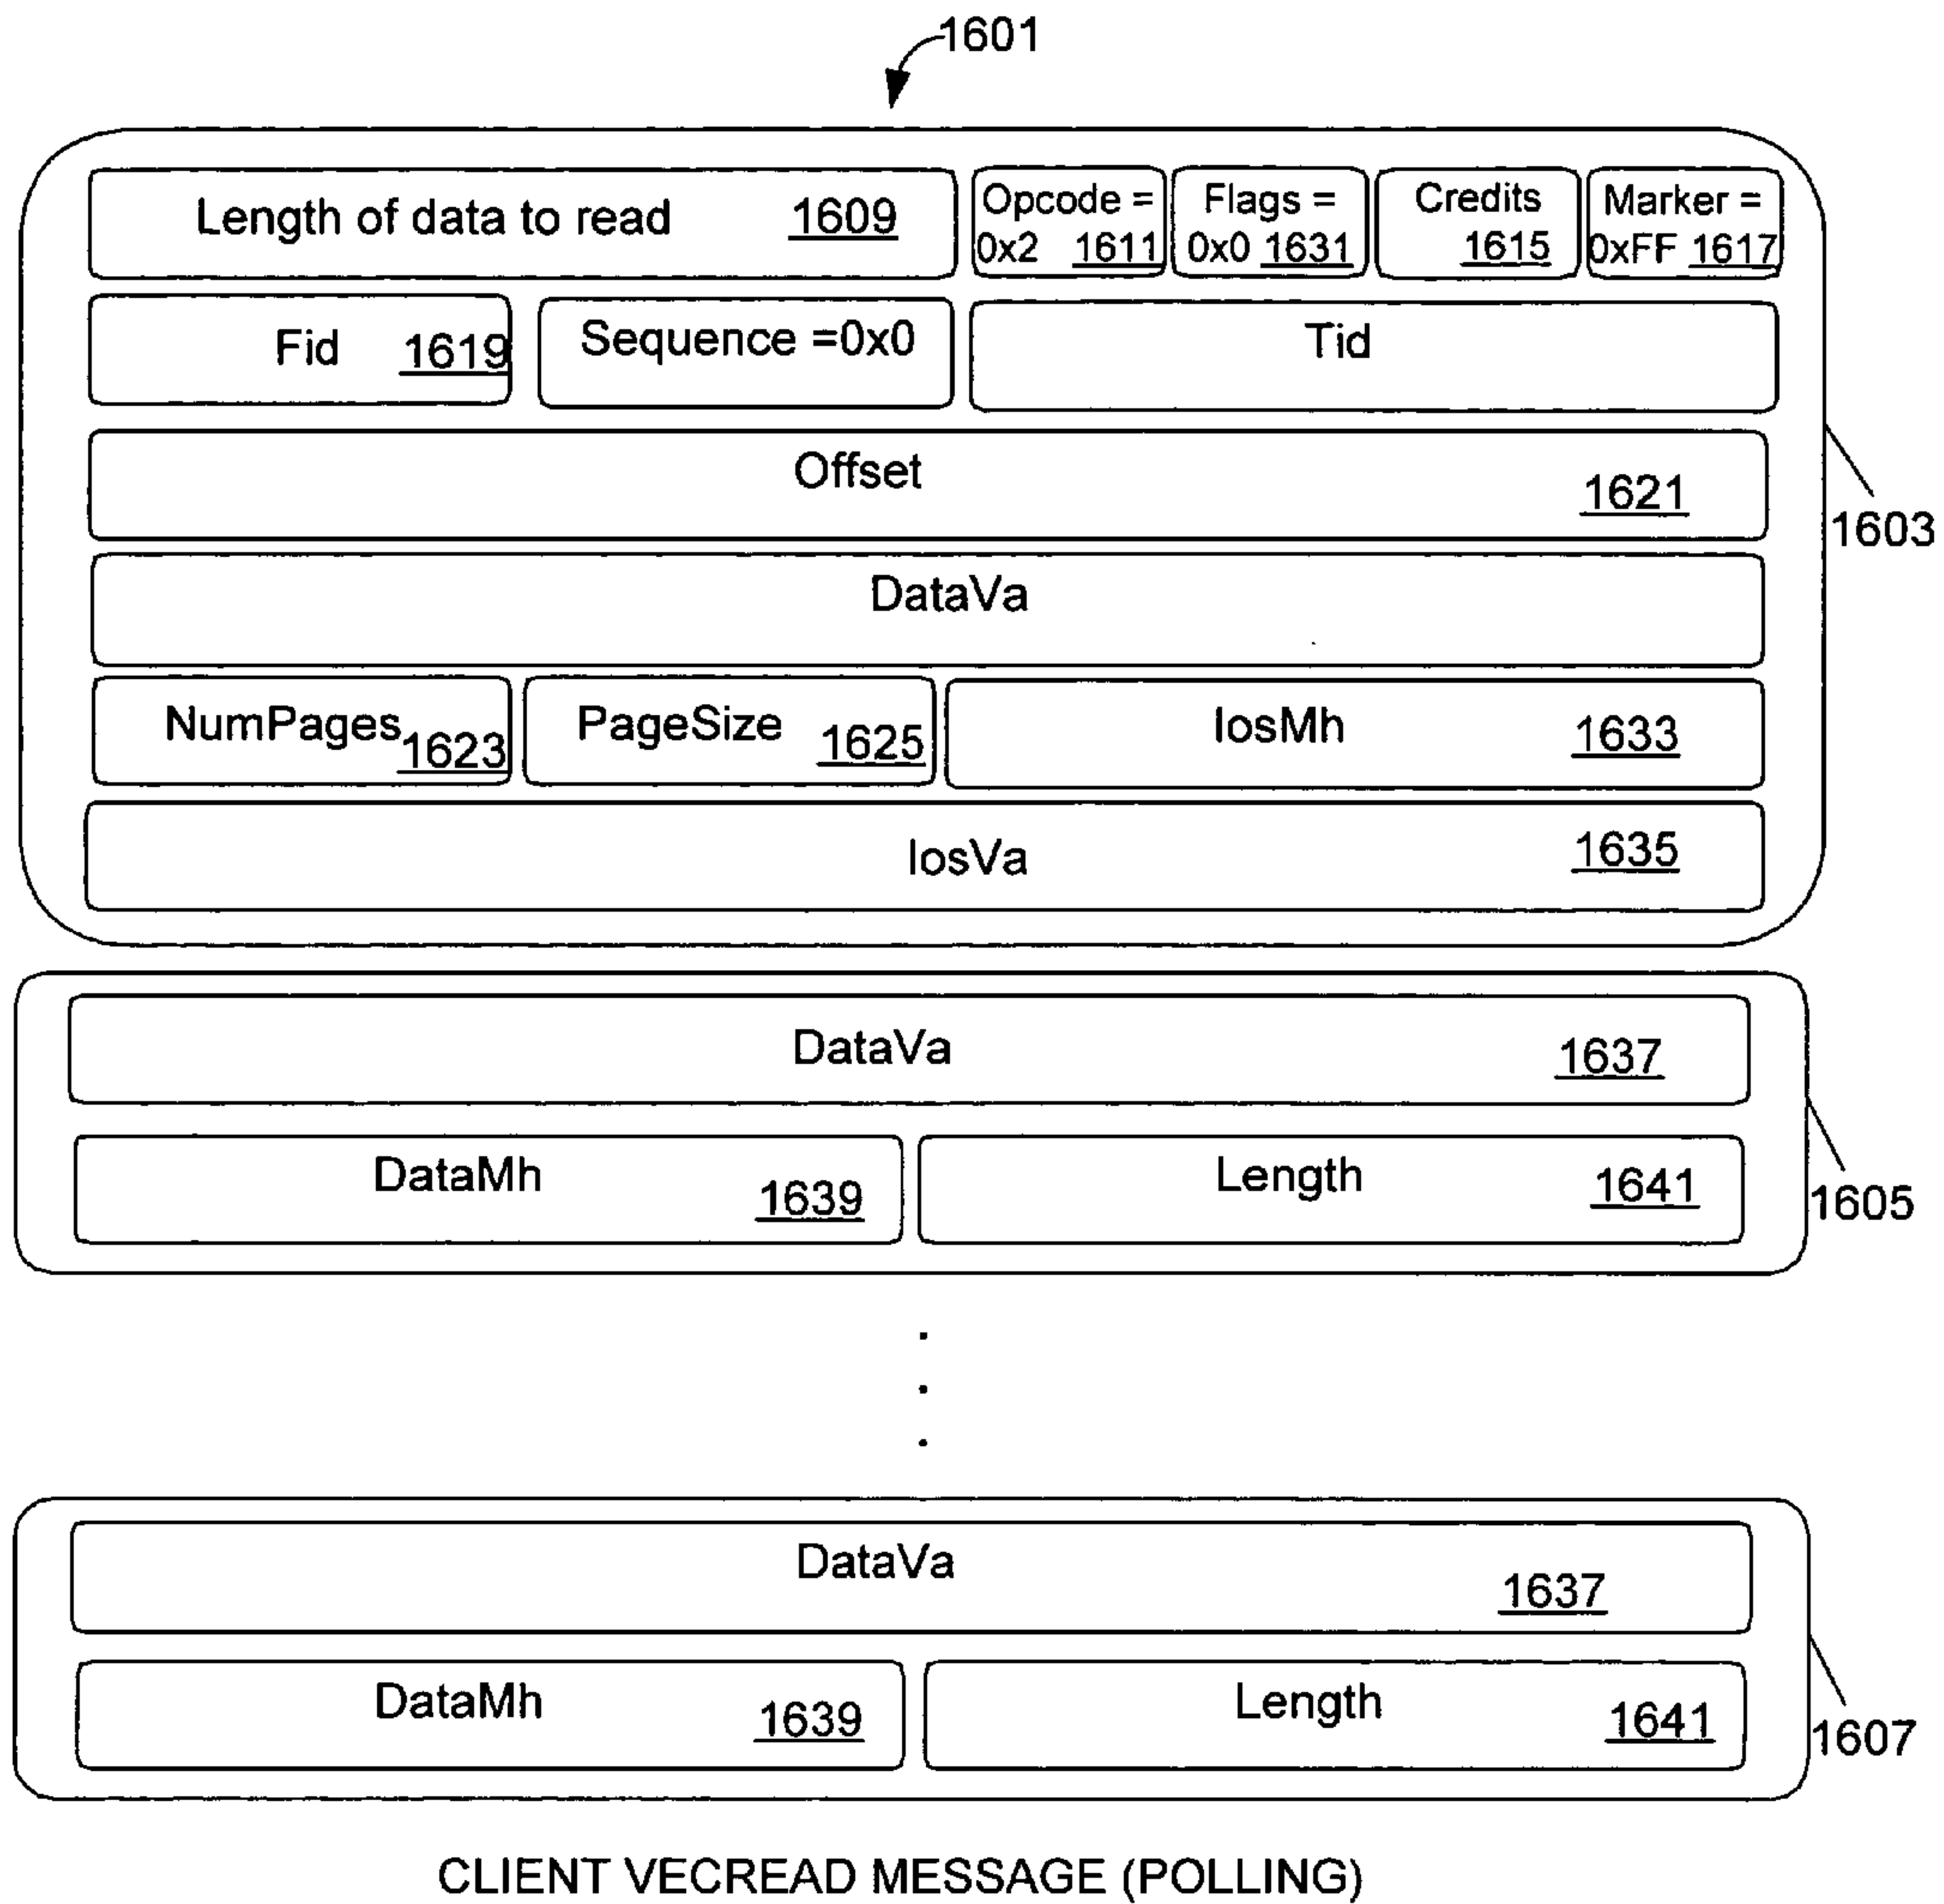 1601
Length of data to read 1609
Opcode =
0x2 1611
Flags =
0x0 1631
Credits
1615
Marker =
0xFF 1617
Fid 1619
Sequence =0x0
Tid
Offset 1621
1603
DataVa
NumPages 1623
PageSize 1625
IosMh 1633
IosVa 1635
DataVa 1637
DataMh 1639
Length 1641
1605
.
.
.
DataVa 1637
DataMh 1639
Length 1641
1607
CLIENT VECREAD MESSAGE (POLLING)